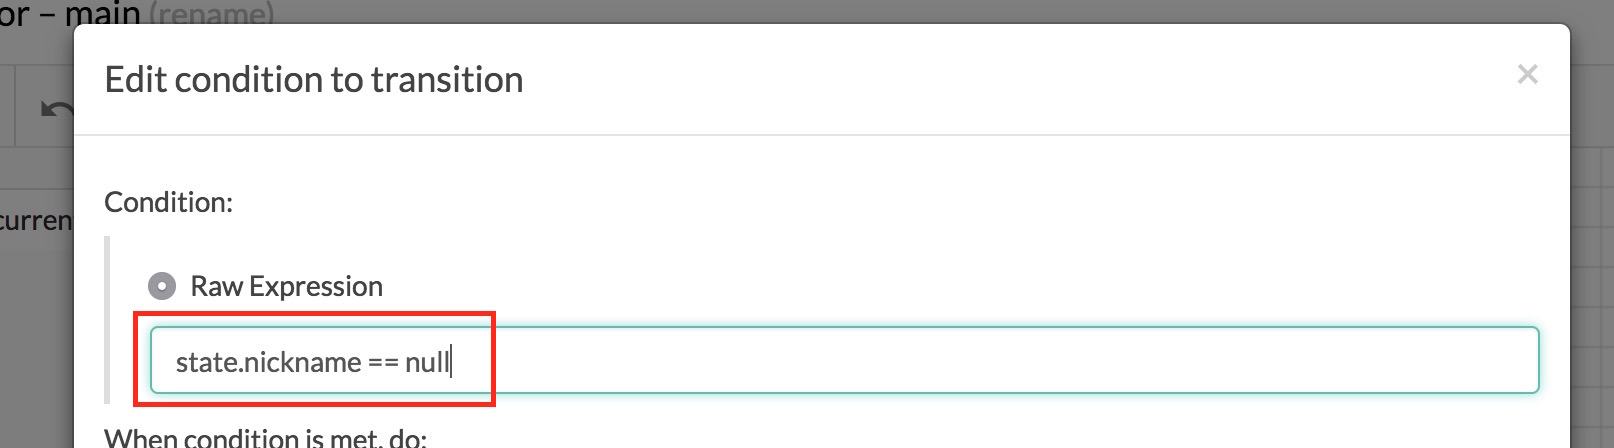 or – main (rename)
Edit condition to transition
×
Condition:
curren
Raw Expression
state.nickname == null
When condition is met, do: